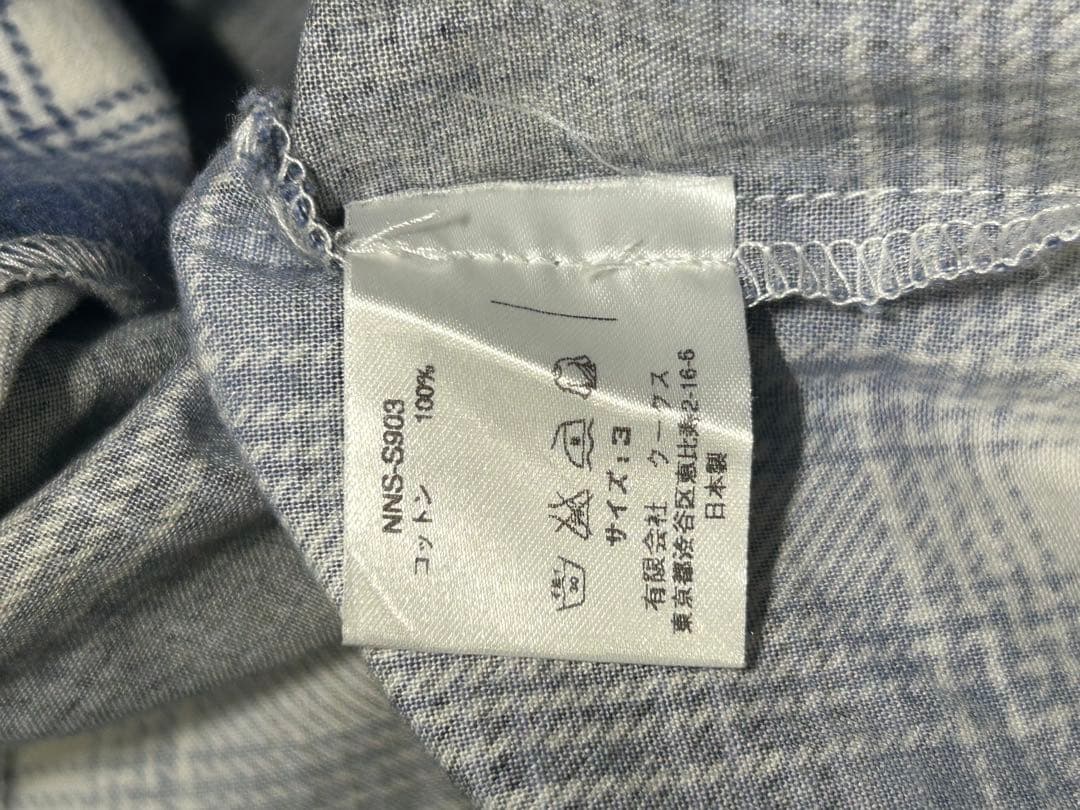 NNS-S903
コットン 100%
サイズ：3
有限会社 ウークス
東京都渋谷区恵比寿2-16-6
日本製